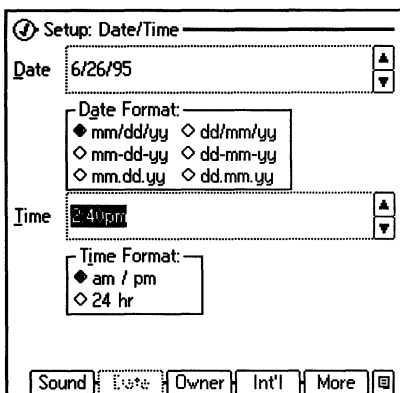 Setup: Date/Time
Date 6/26/95
Date Format:
mm/dd/yy dd/mm/yy
mm-dd-yy dd-mm-yy
mm.dd.yy dd.mm.yy
Time 2:40pm
Time Format:
am / pm
24 hr
Sound Date Owner Int'l More